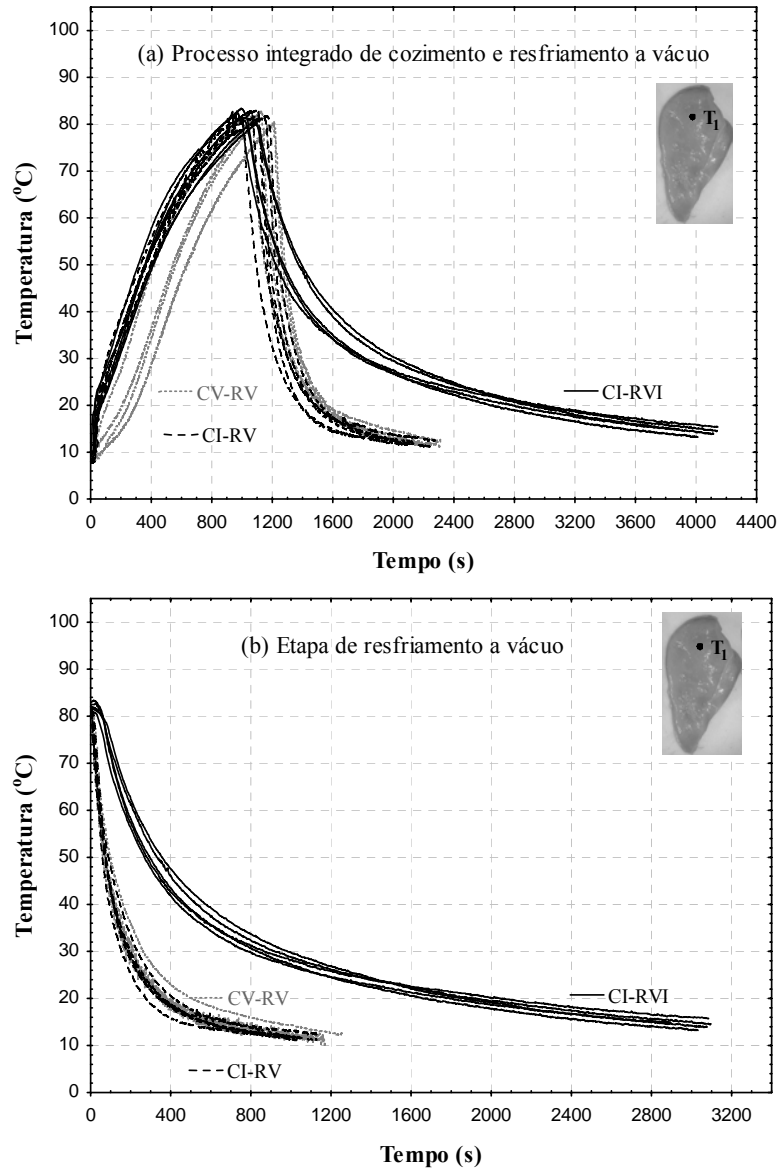 (a) Processo integrado de cozimento e resfriamento a vácuo
T1
Temperatura (°C)
100
90
80
70
60
50
40
30
20
10
0
CV-RV
CI-RV
CI-RVI
0 400 800 1200 1600 2000 2400 2800 3200 3600 4000 4400
Tempo (s)
(b) Etapa de resfriamento a vácuo
T1
Temperatura (°C)
100
90
80
70
60
50
40
30
20
10
0
CV-RV
CI-RV
CI-RVI
0 400 800 1200 1600 2000 2400 2800 3200
Tempo (s)